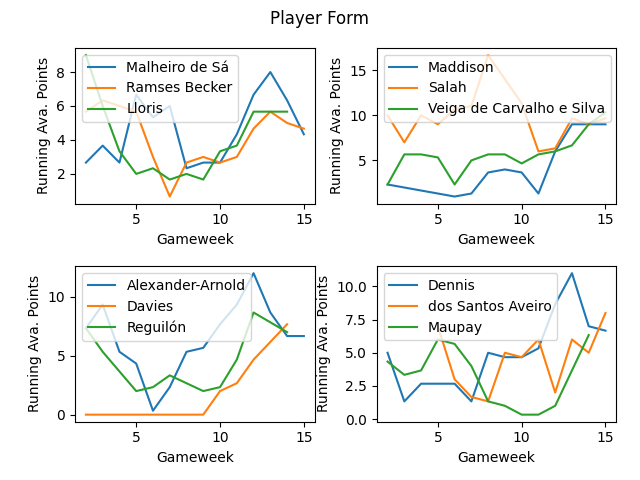 Player Form
Running Ava. Points
8
6
4
2
Malheiro de Sá
Ramses Becker
Lloris
5
10
15
Gameweek
Running Ava. Points
15
10
5
Maddison
Salah
Veiga de Carvalho e Silva
5
10
15
Gameweek
Running Ava. Points
10
5
0
Alexander-Arnold
Davies
Reguilón
5
10
15
Gameweek
Running Ava. Points
10.0
7.5
5.0
2.5
0.0
Dennis
dos Santos Aveiro
Maupay
5
10
15
Gameweek